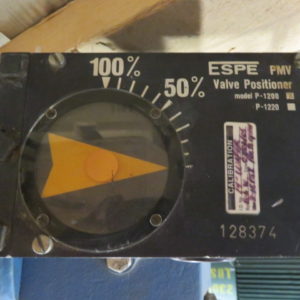 100%
50%
ESPE PMV
Valve Positioner
model P-1200
P-1220
CALIBRATION
128374